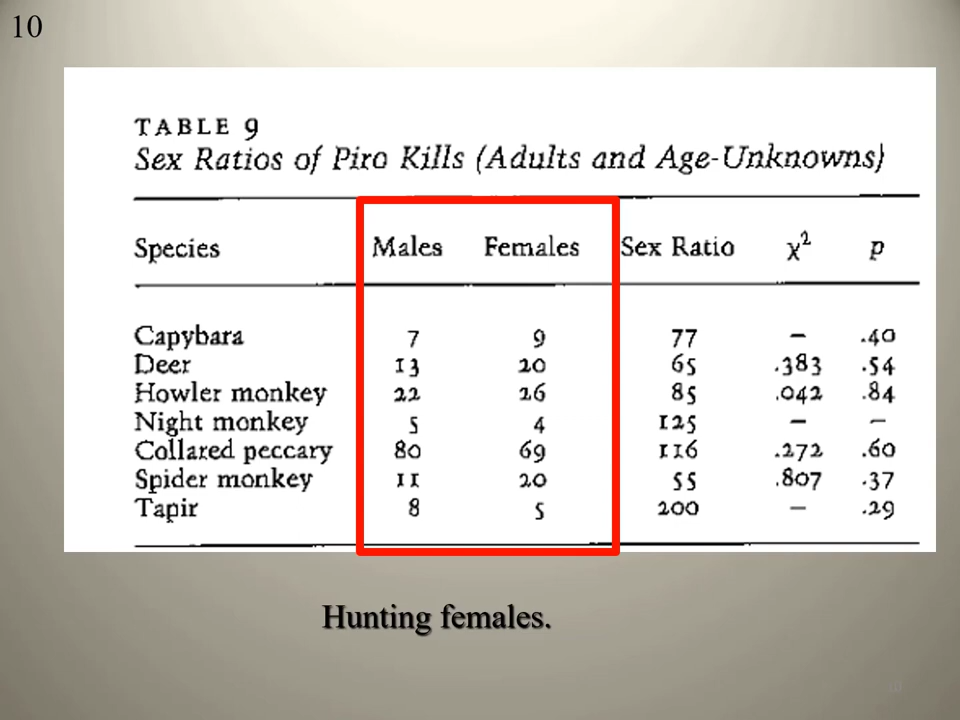 10
TABLE 9
Sex Ratios of Piro Kills (Adults and Age-Unknowns)
Species Males Females Sex Ratio χ² p
Capybara 7 9 77 – .40
Deer 13 20 65 .383 .54
Howler monkey 22 26 85 .042 .84
Night monkey 5 4 125 – –
Collared peccary 80 69 116 .272 .60
Spider monkey 11 20 55 .807 .37
Tapir 8 5 200 – .29
Hunting females.